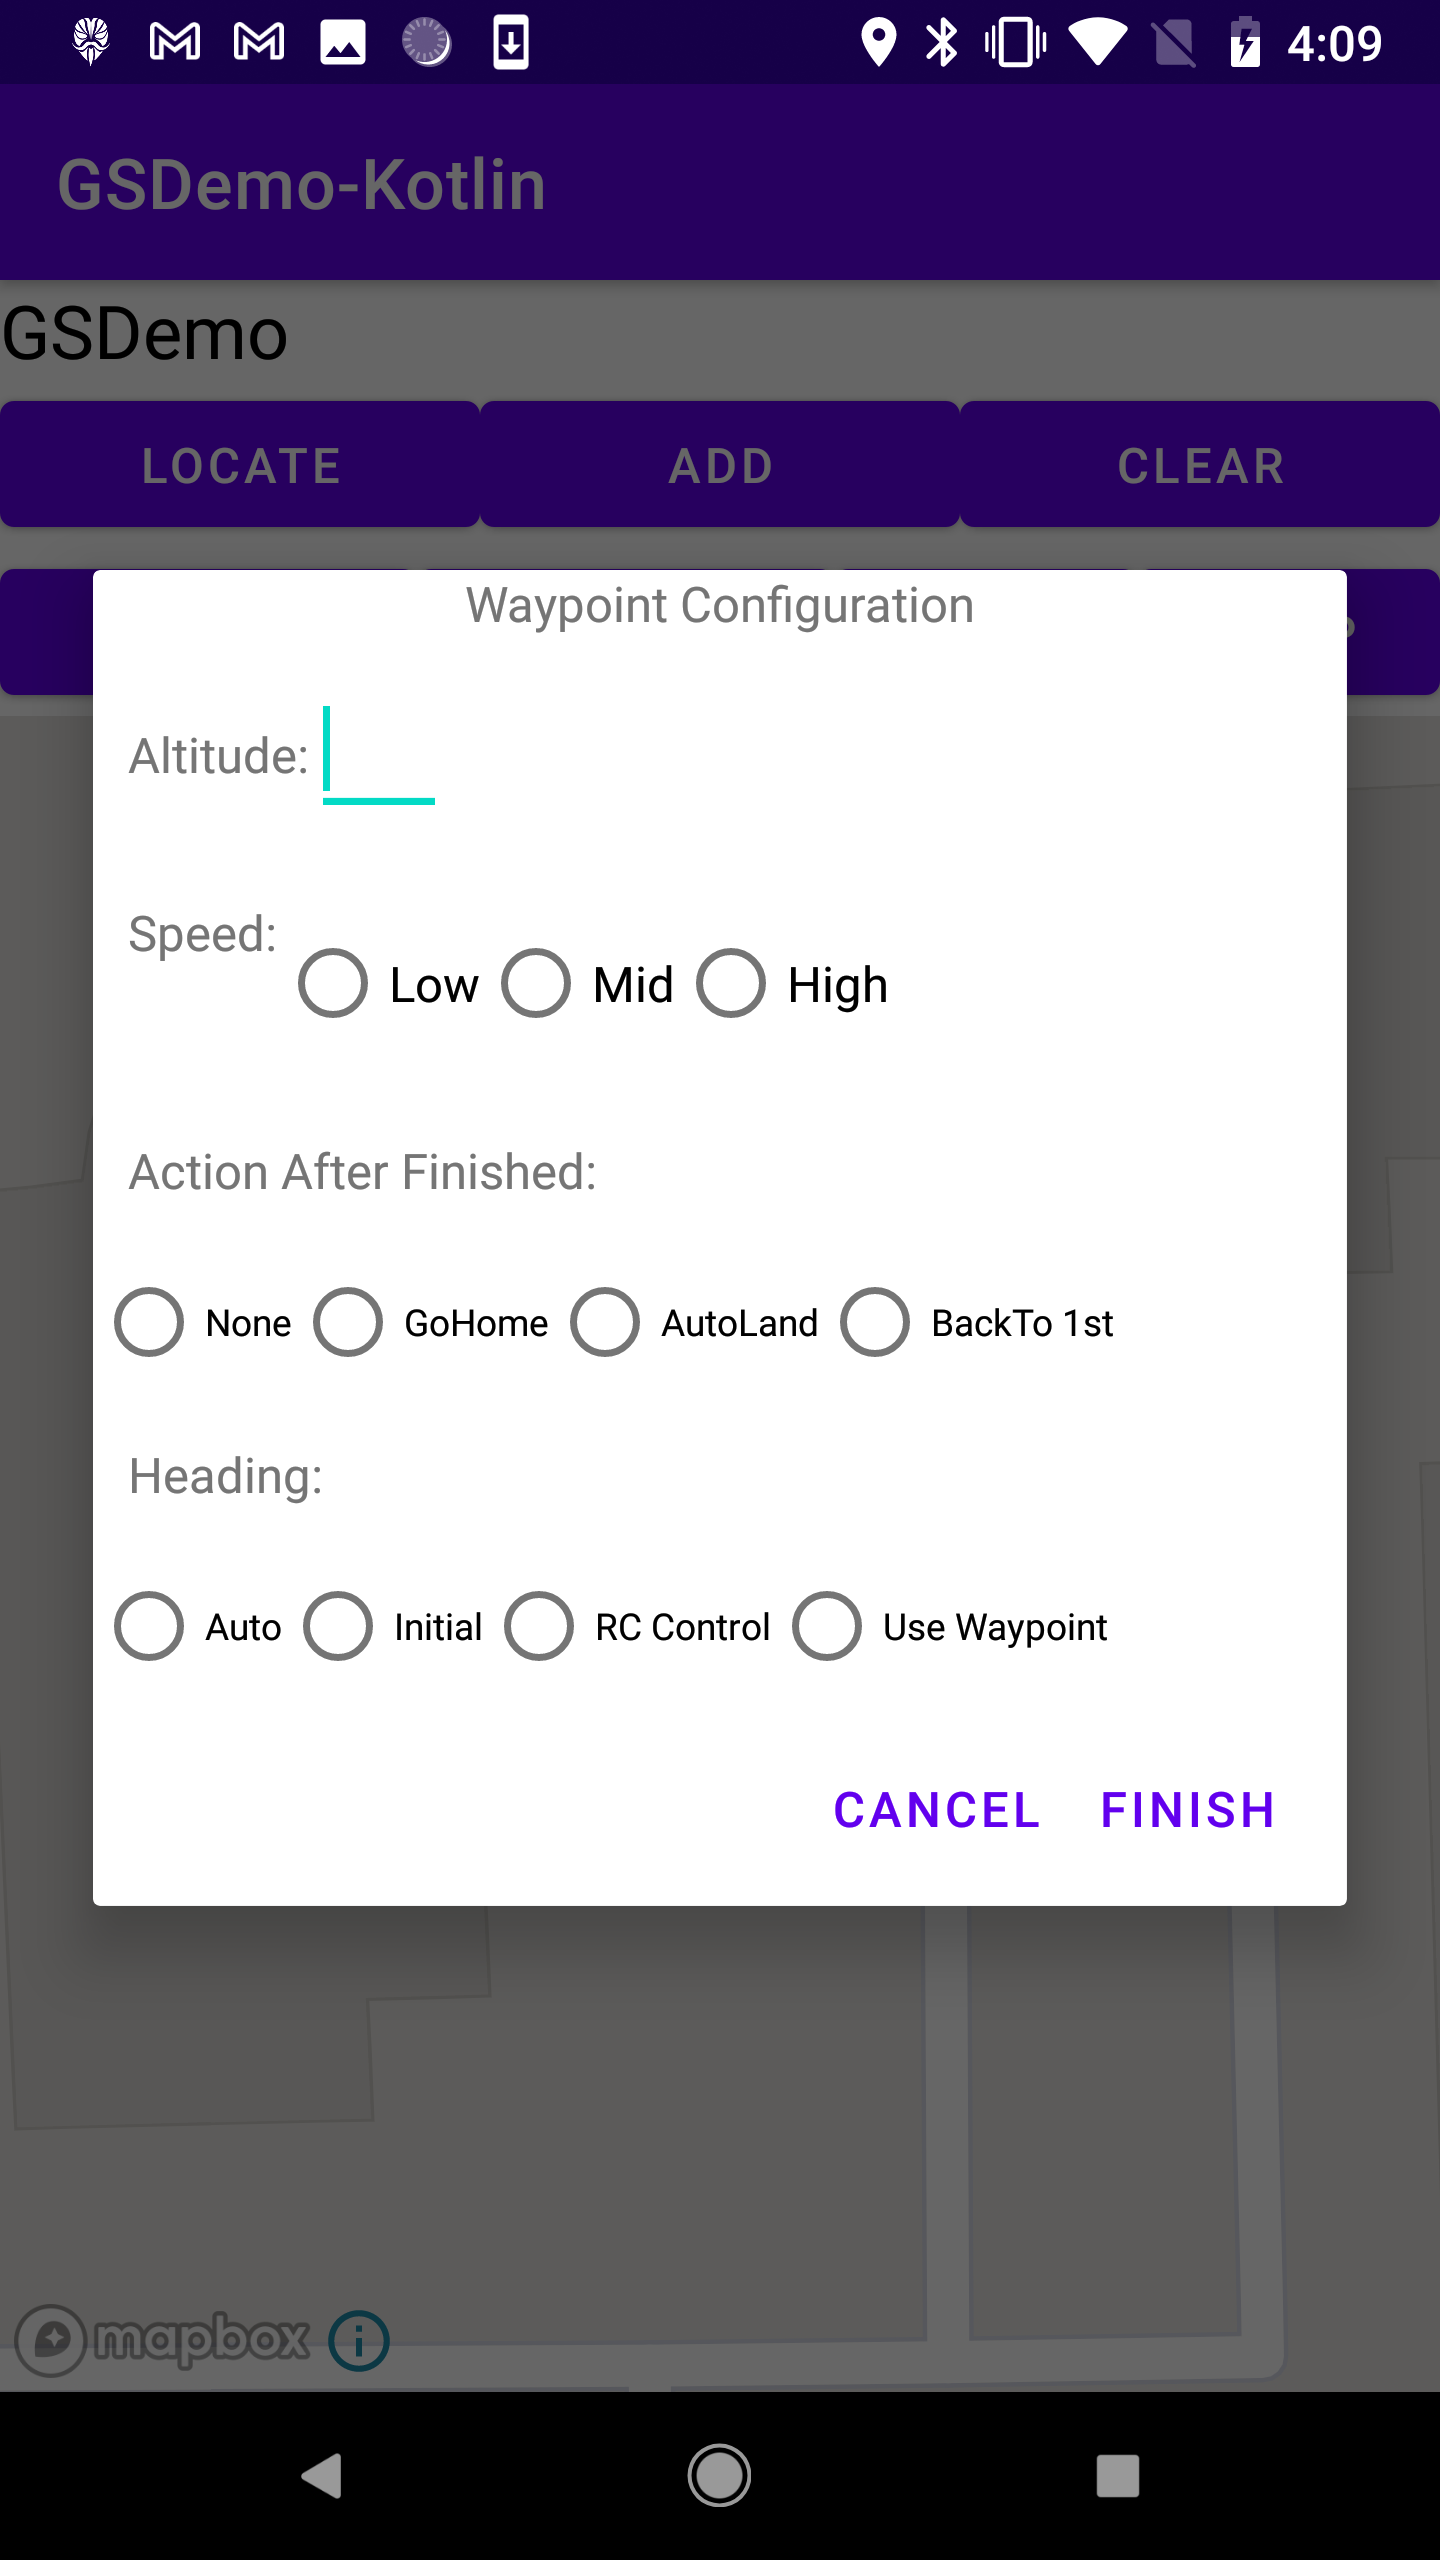 4:09
GSDemo-Kotlin
GSDemo
LOCATE ADD CLEAR
Waypoint Configuration
Altitude:
Speed:
Low Mid High
Action After Finished:
None GoHome AutoLand BackTo 1st
Heading:
Auto Initial RC Control Use Waypoint
CANCEL FINISH
mapbox